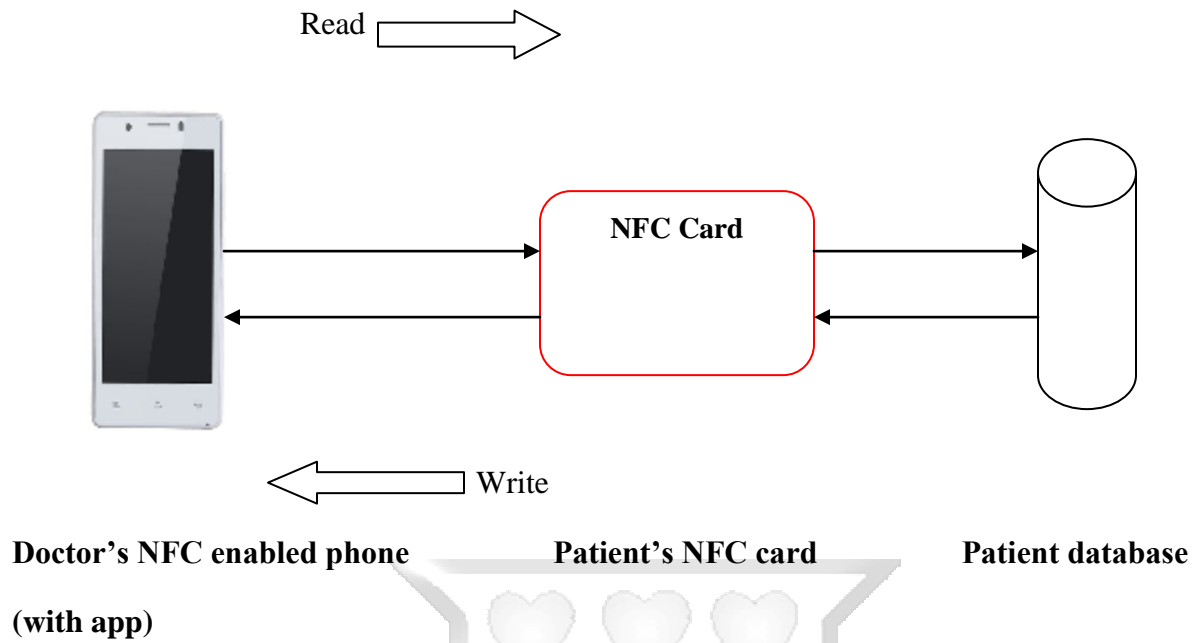 Read
NFC Card
Write
Doctor’s NFC enabled phone Patient’s NFC card Patient database
(with app)